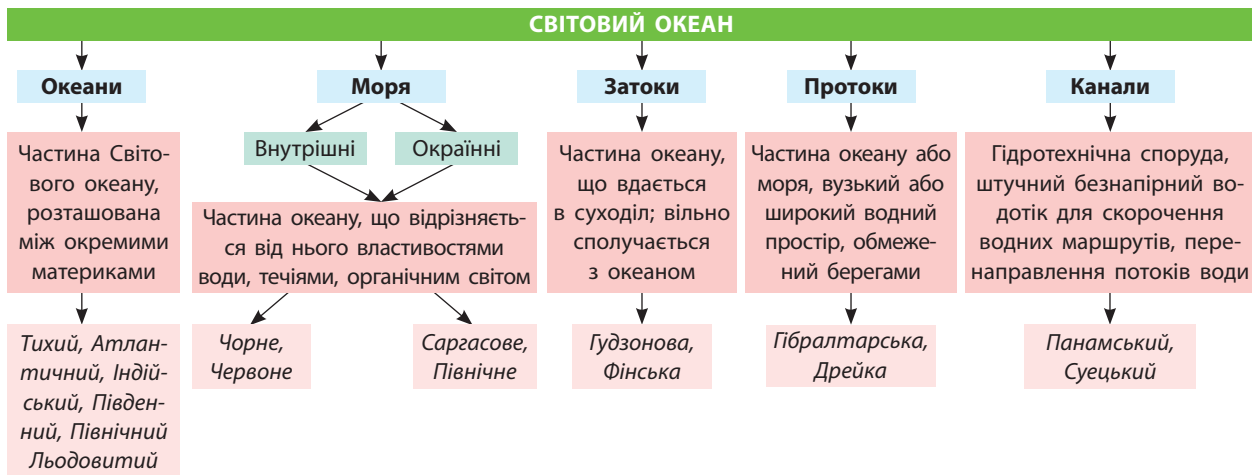 СВІТОВИЙ ОКЕАН
Океани
Частина Світо-
вого океану,
розташована
між окремими
материками
Тихий, Атлан-
тичний, Індій-
ський, Півден-
ний, Північний
Льодовитий
Моря
Внутрішні
Окраїнні
Частина океану, що відрізняєть-
ся від нього властивостями
води, течіями, органічним світом
Чорне,
Червоне
Саргасове,
Північне
Затоки
Частина океану,
що вдається
в суходіл; вільно
сполучається
з океаном
Гудзонова,
Фінська
Протоки
Частина океану або
моря, вузький або
широкий водний
простір, обмеже-
ний берегами
Гібралтарська,
Дрейка
Канали
Гідротехнічна споруда,
штучний безнапірний во-
дотік для скорочення
водних маршрутів, пере-
направлення потоків води
Панамський,
Суецький